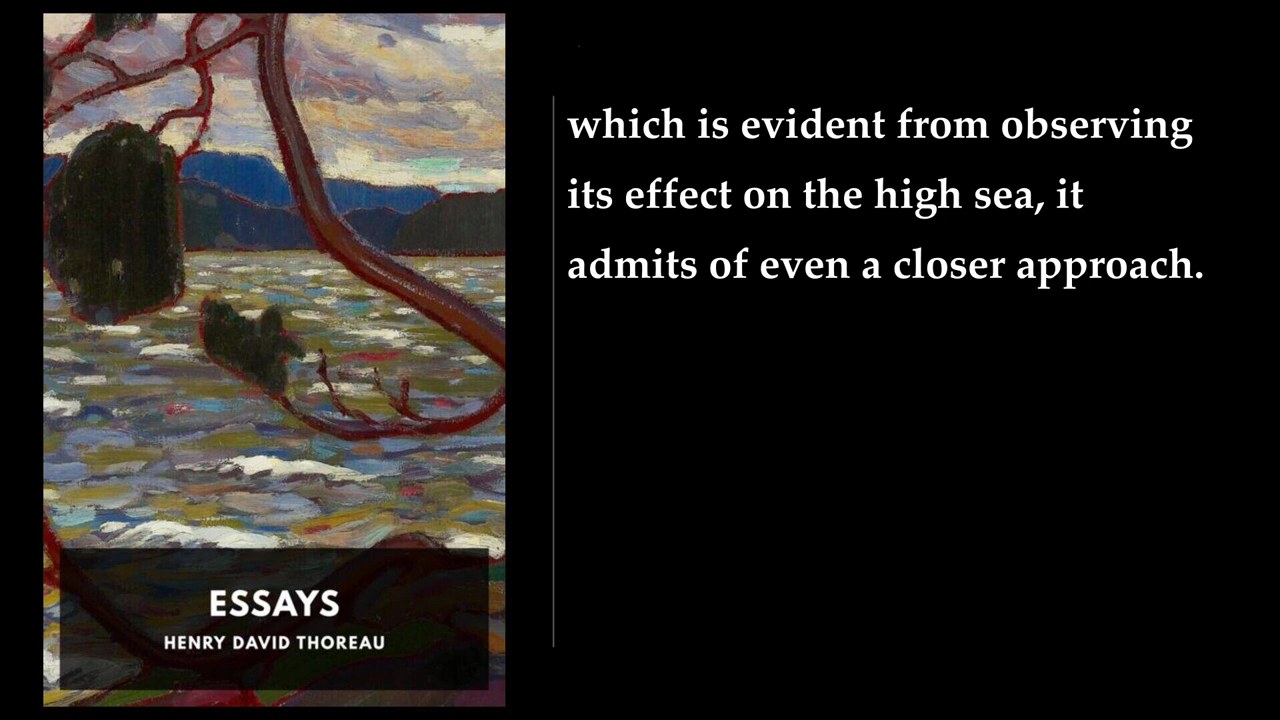 which is evident from observing
its effect on the high sea, it
admits of even a closer approach.
ESSAYS
HENRY DAVID THOREAU